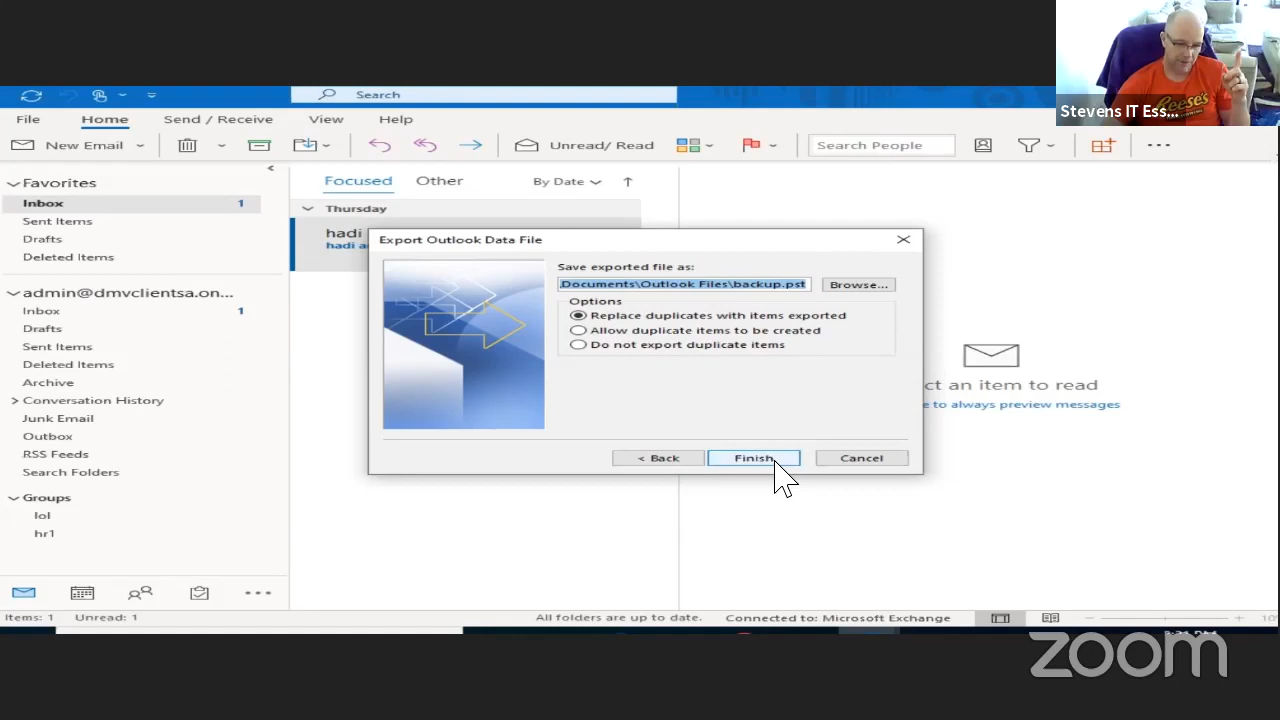 Search
Stevens IT Ess...
Reese's
File Home Send / Receive View Help
New Email Unread/ Read Search People ...
Favorites
Inbox 1
Sent Items
Drafts
Deleted Items
admin@dmvclientsa.on...
Inbox 1
Drafts
Sent Items
Deleted Items
Archive
Conversation History
Junk Email
Outbox
RSS Feeds
Search Folders
Groups
lol
hr1
...
Focused Other By Date
Thursday
hadi
hadi
Export Outlook Data File
Save exported file as:
.Documents\Outlook Files\backup.pst Browse...
Options
Replace duplicates with items exported
Allow duplicate items to be created
Do not export duplicate items
< Back Finish Cancel
ct an item to read
e to always preview messages
Items: 1 Unread: 1 All folders are up to date. Connected to: Microsoft Exchange
zoom